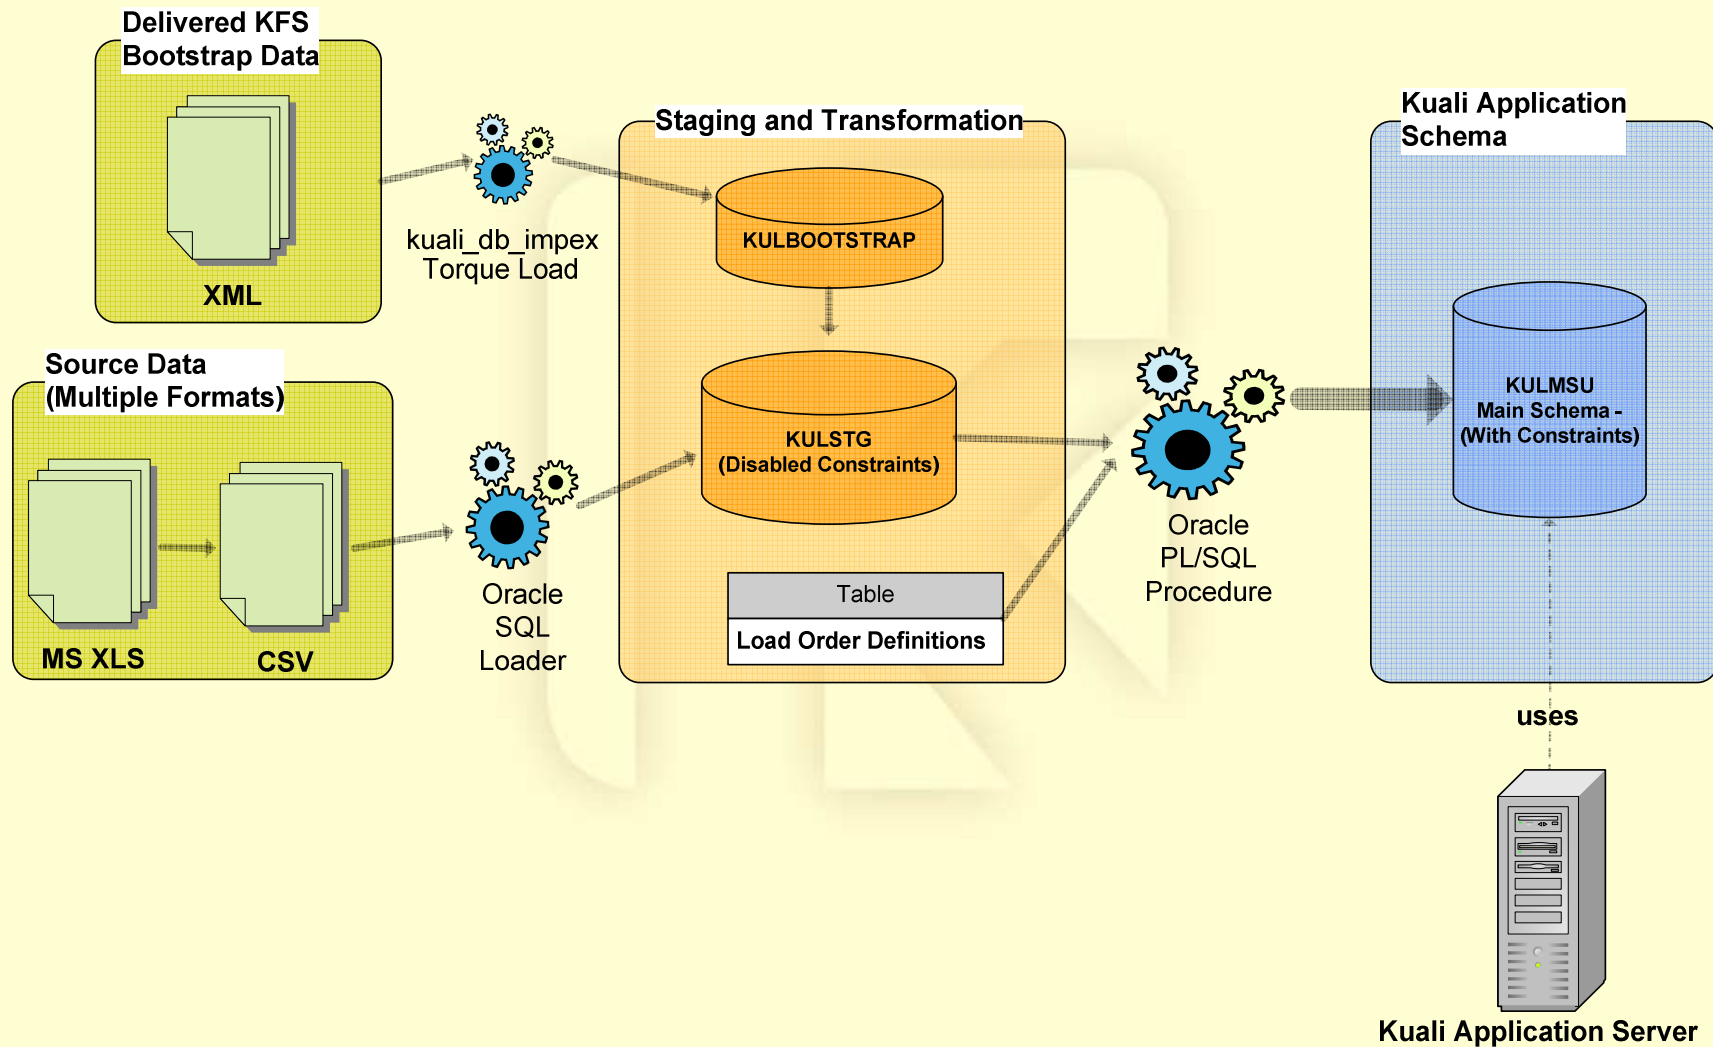 Delivered KFS
Bootstrap Data
XML
kuali_db_impex
Torque Load
Source Data
(Multiple Formats)
MS XLS
CSV
Oracle
SQL
Loader
Staging and Transformation
KULBOOTSTRAP
KULSTG
(Disabled Constraints)
Table
Load Order Definitions
Oracle
PL/SQL
Procedure
Kuali Application
Schema
KULMSU
Main Schema -
(With Constraints)
uses
Kuali Application Server